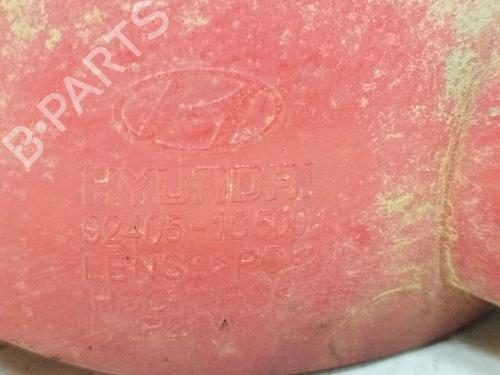 B-PARTS
HYUNDAI
92405-1C500
LENS >PC<